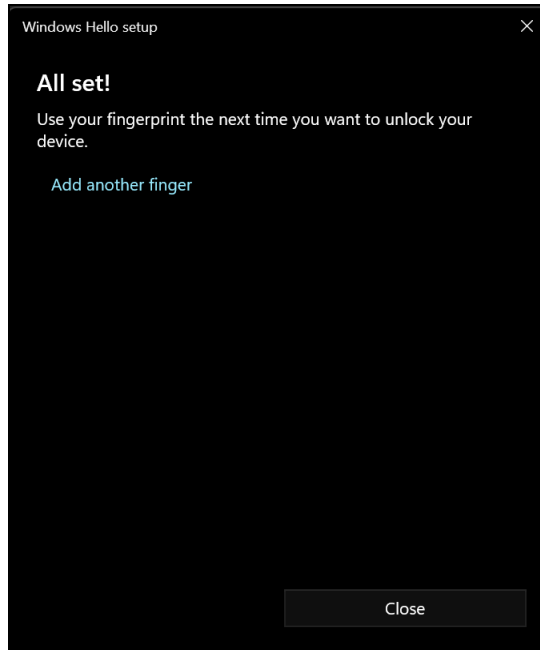 Windows Hello setup
All set!
Use your fingerprint the next time you want to unlock your
device.
Add another finger
Close